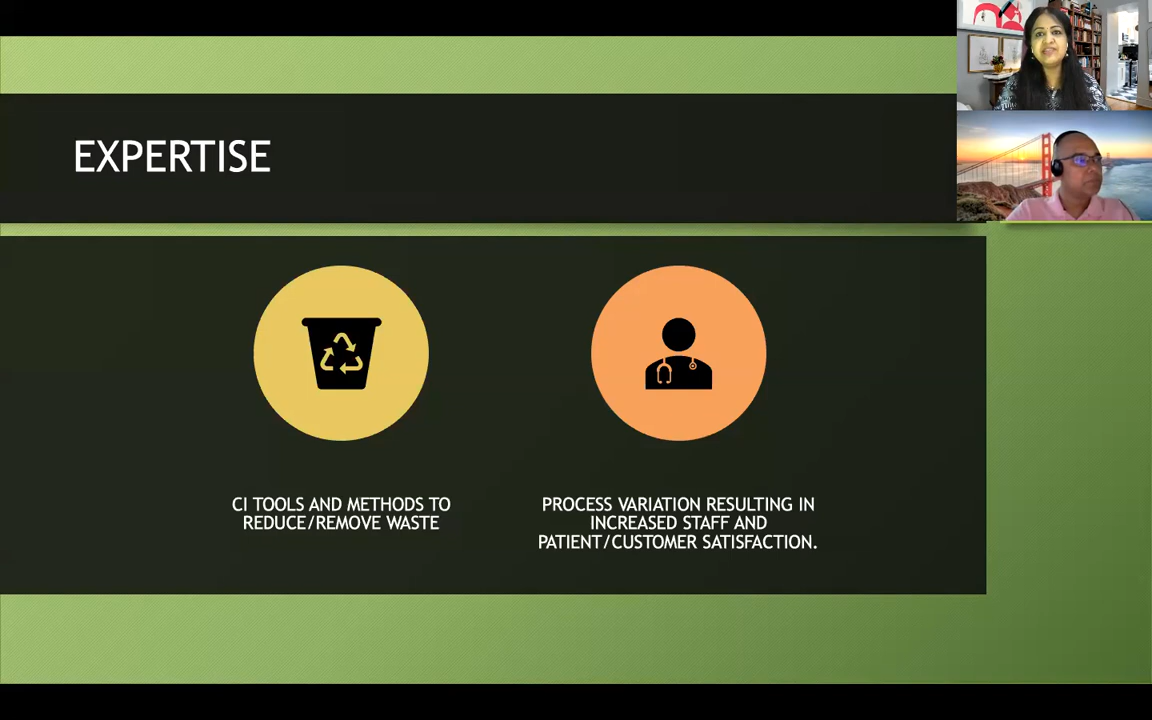 EXPERTISE
CI TOOLS AND METHODS TO
REDUCE/REMOVE WASTE
PROCESS VARIATION RESULTING IN
INCREASED STAFF AND
PATIENT/CUSTOMER SATISFACTION.